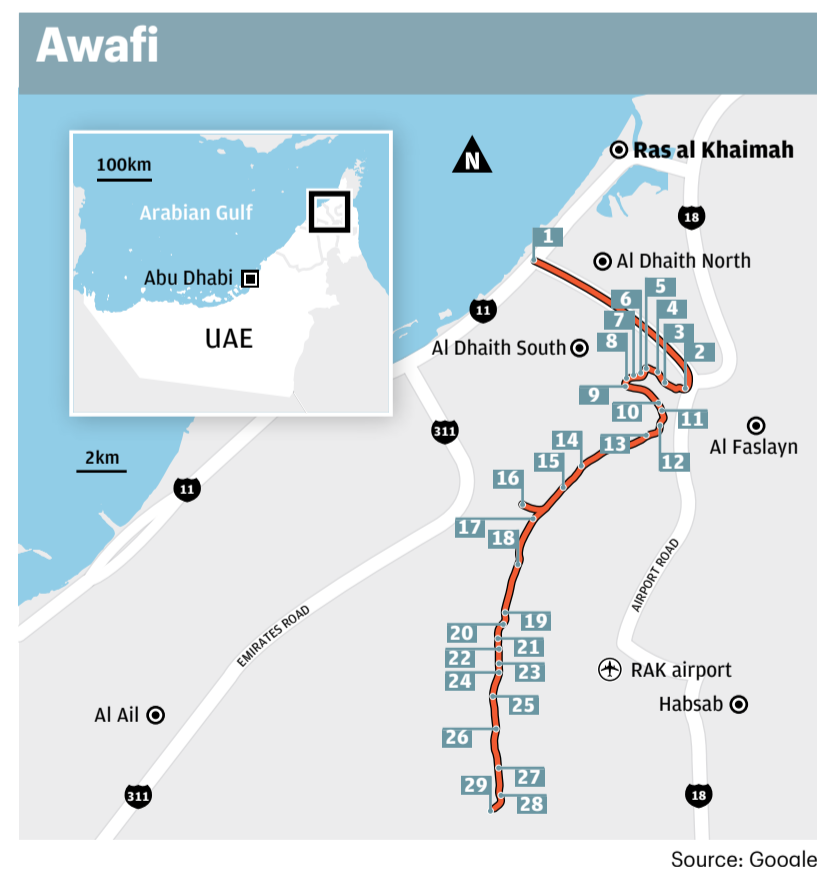 Awafi
100km
Arabian Gulf
Abu Dhabi
UAE
N
Ras al Khaimah
18
1
Al Dhaith North
5
6
4
11
7
3
8
2
Al Dhaith South
9
10
11
311
13
Al Faslayn
12
14
2km
15
16
11
17
18
AIRPORT ROAD
19
20
EMIRATES ROAD
21
22
23
RAK airport
24
25
Habsab
Al Ail
26
27
29
28
311
18
Source: Google